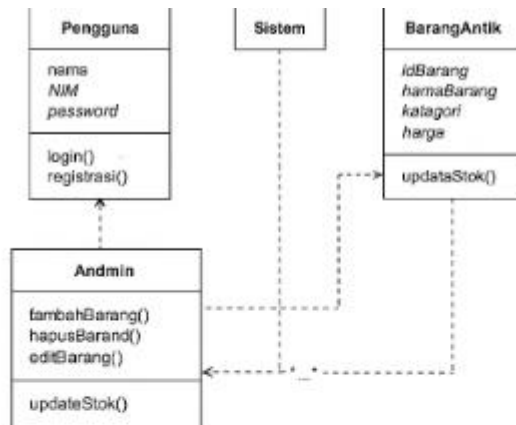 Pengguna
nama
NIM
password
login()
registrasi()
Sistem
BarangAntik
idBarang
hamaBarang
katagori
harga
updataStok()
Andmin
fambahBarang()
hapusBarand()
editBarang()
updateStok()